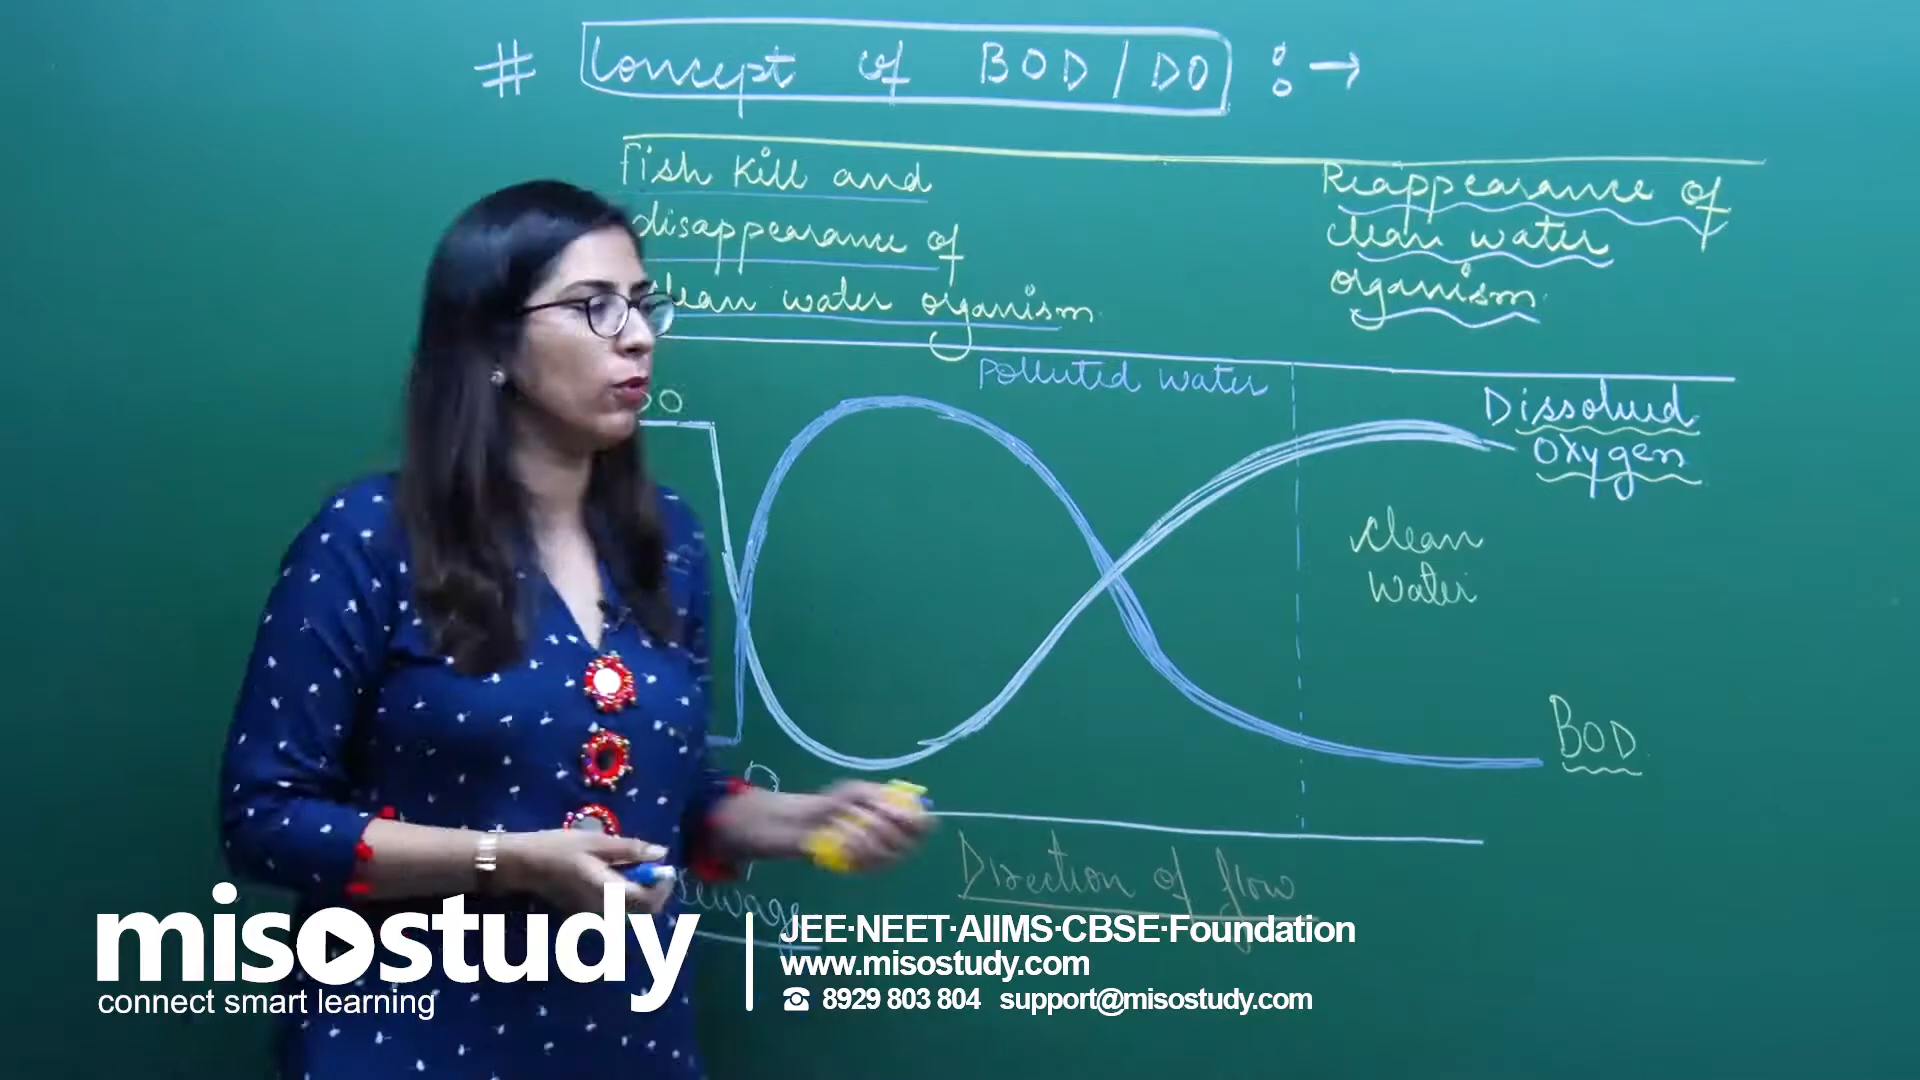 # Concept of BOD / DO :→
Fish Kill and
disappearance of
clean water organism
Reappearance of
clean water
organism
Polluted water
DO
Dissolved
Oxygen
clean
water
BOD
Direction of flow
sewage
misostudy
connect smart learning
JEE·NEET·AIIMS·CBSE·Foundation
www.misostudy.com
8929 803 804 support@misostudy.com